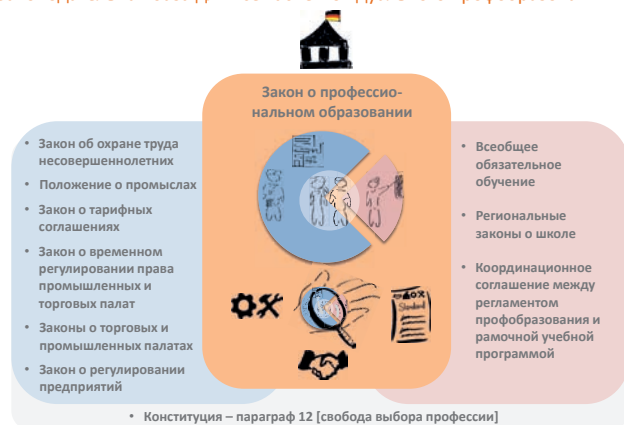 Закон о профессио-
нальном образовании
• Закон об охране труда
несовершеннолетних
• Положение о промыслах
• Закон о тарифных
соглашениях
• Закон о временном
регулировании права
промышленных и
торговых палат
• Законы о торговых и
промышленных палатах
• Закон о регулировании
предприятий
Standard
• Всеобщее
обязательное
обучение
• Региональные
законы о школе
• Координационное
соглашение между
регламентом
профобразования и
рамочной учебной
программой
• Конституция – параграф 12 [свобода выбора профессии]